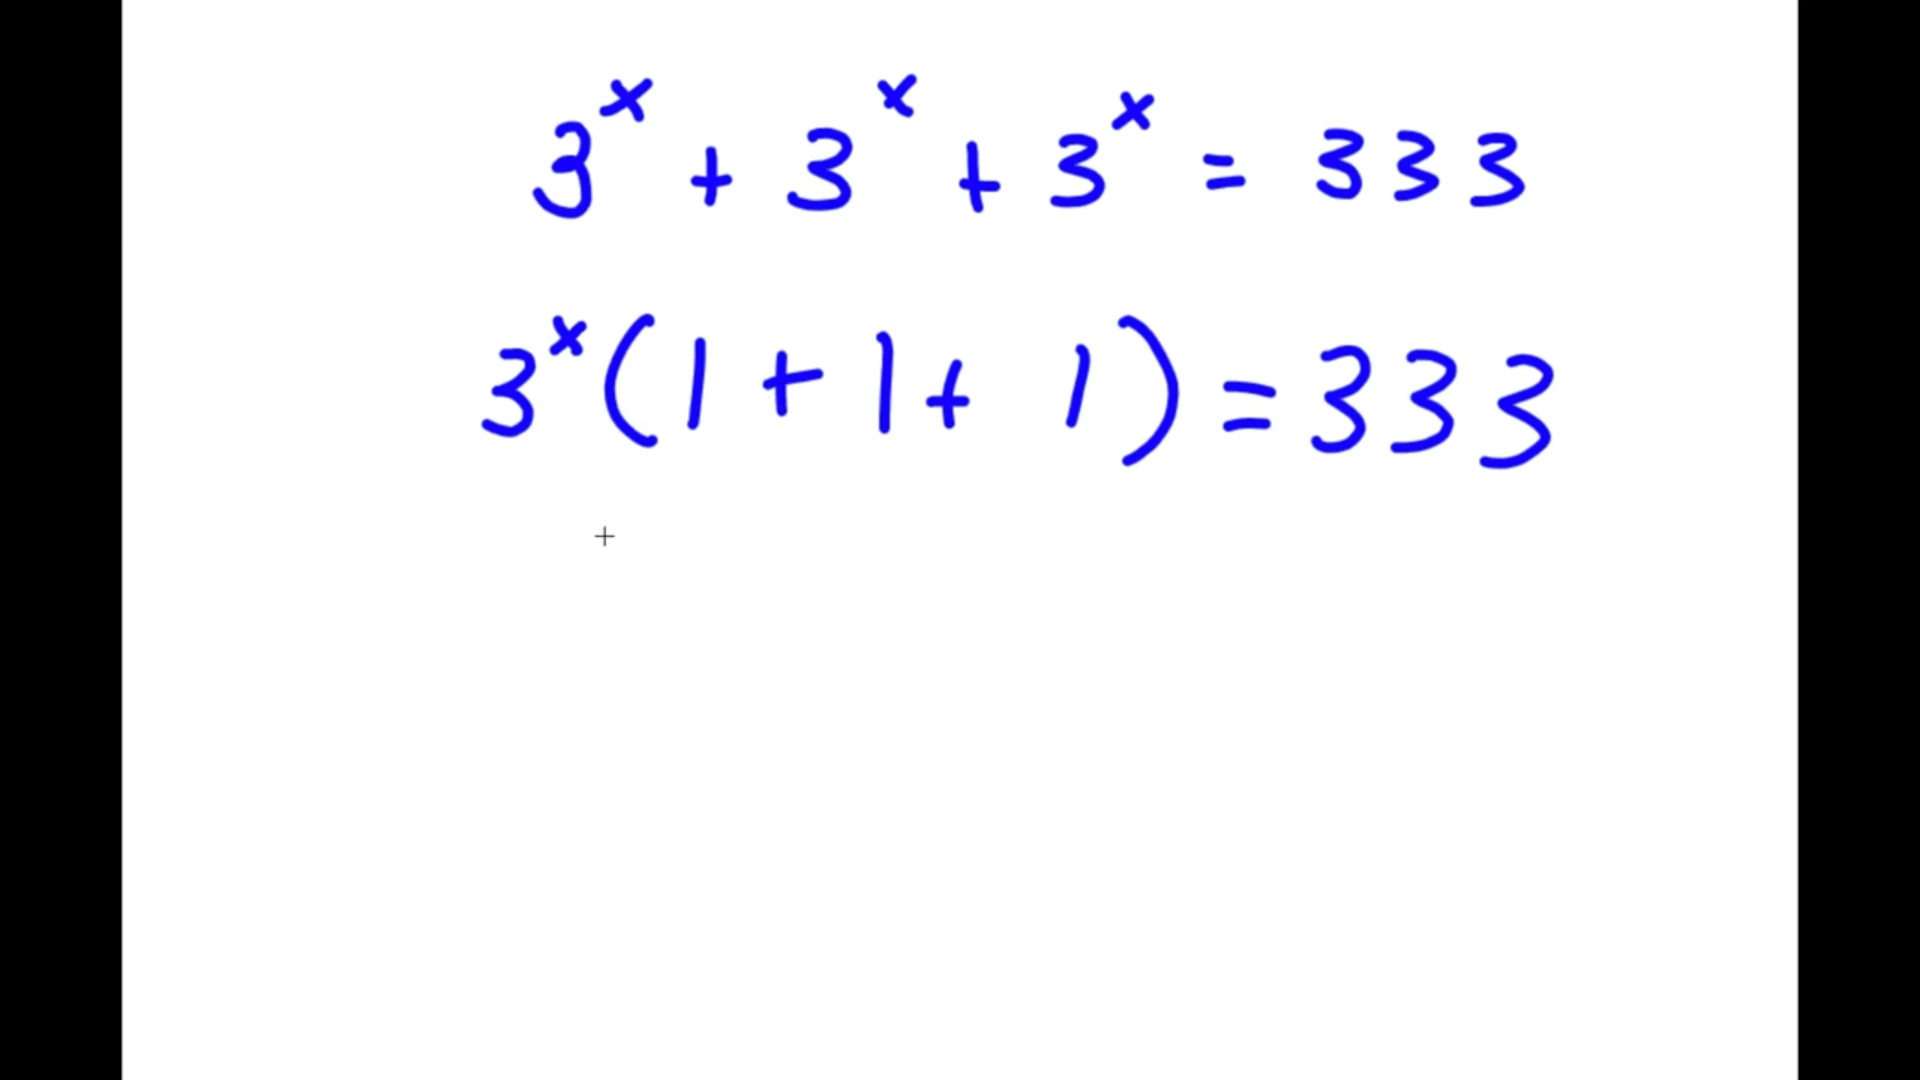 3^x + 3^x + 3^x = 333
3^x (1 + 1 + 1) = 333